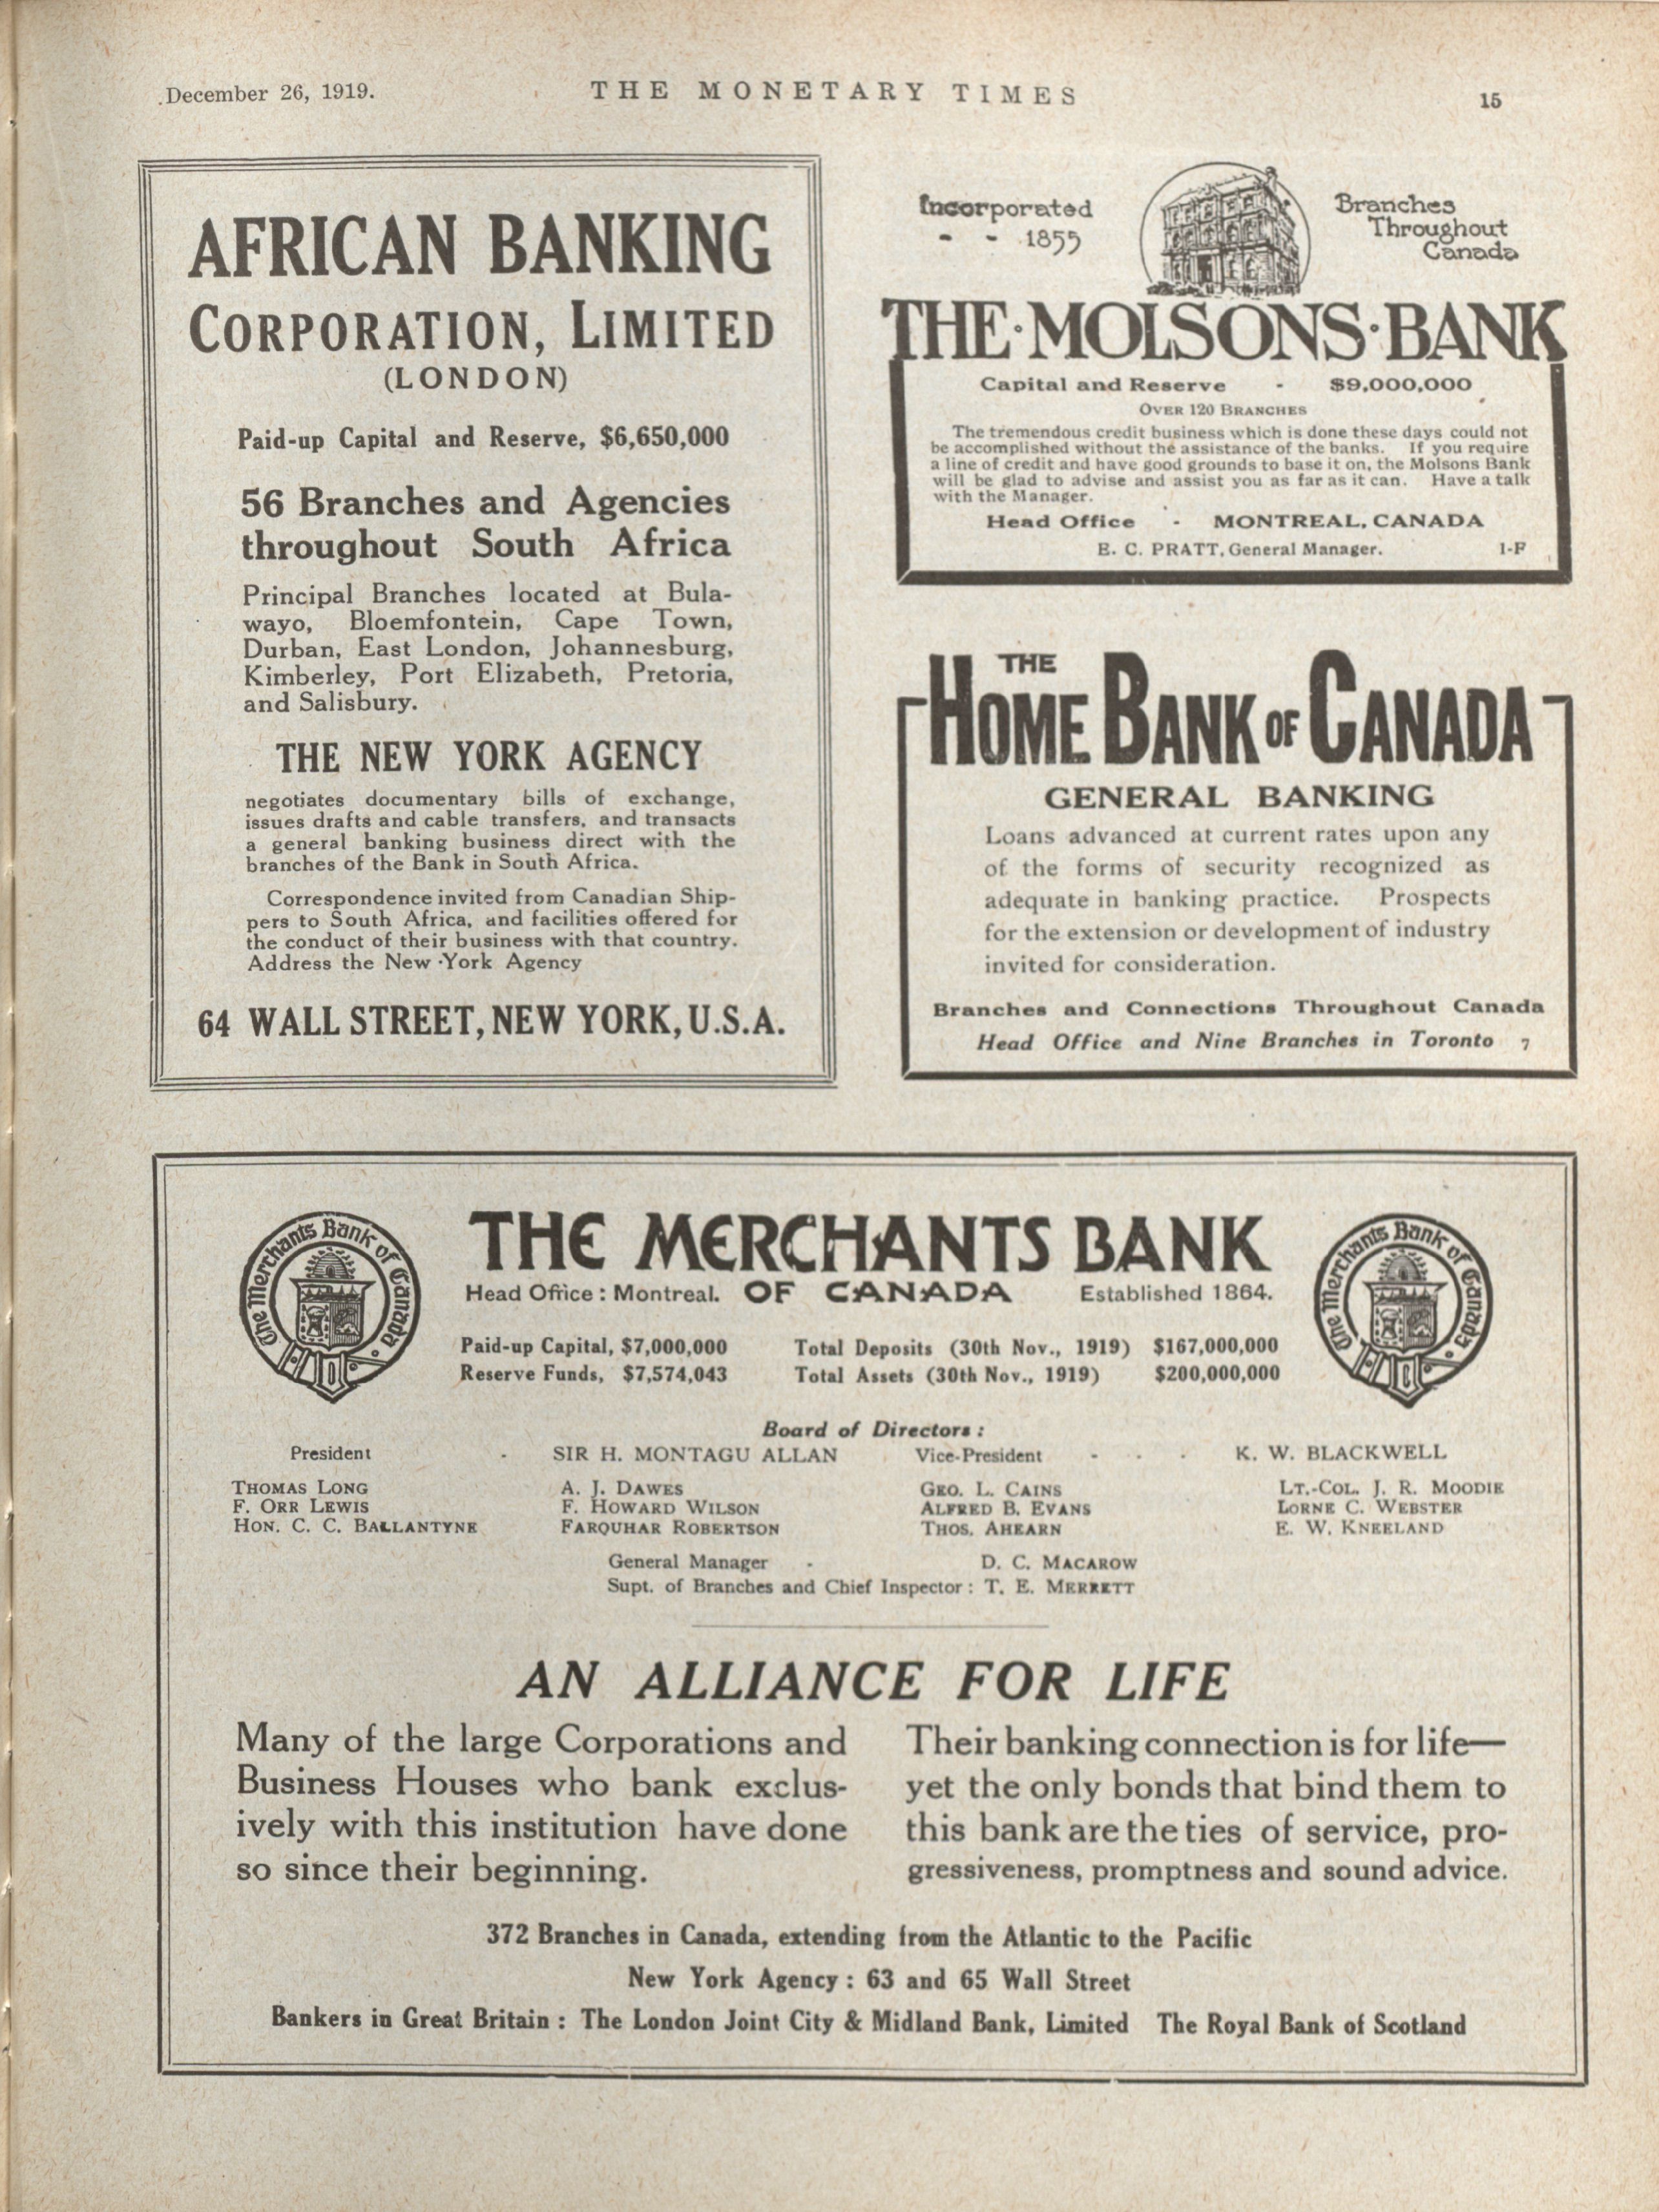 December 26, 1919.
THE MONETARY TIMES
15
AFRICAN BANKING
CORPORATION, LIMITED
(LONDON)
Paid-up Capital and Reserve, $6,650,000
56 Branches and Agencies
throughout South Africa
Principal Branches located at Bula-
wayo, Bloemfontein, Cape Town,
Durban, East London, Johannesburg,
Kimberley, Port Elizabeth, Pretoria,
and Salisbury.
THE NEW YORK AGENCY
negotiates documentary bills of exchange,
issues drafts and cable transfers, and transacts
a general banking business direct with the
branches of the Bank in South Africa.
Correspondence invited from Canadian Ship-
pers to South Africa, and facilities offered for
the conduct of their business with that country.
Address the New York Agency
64 WALL STREET, NEW YORK, U.S.A.
Incorporated
- - 1855
Branches
Throughout
Canada
THE·MOLSONS·BANK
Capital and Reserve - $9,000,000
OVER 120 BRANCHES
The tremendous credit business which is done these days could not
be accomplished without the assistance of the banks. If you require
a line of credit and have good grounds to base it on, the Molsons Bank
will be glad to advise and assist you as far as it can. Have a talk
with the Manager.
Head Office - MONTREAL, CANADA
E. C. PRATT, General Manager. 1-F
THE
HOME BANK OF CANADA
GENERAL BANKING
Loans advanced at current rates upon any
of the forms of security recognized as
adequate in banking practice. Prospects
for the extension or development of industry
invited for consideration.
Branches and Connections Throughout Canada
Head Office and Nine Branches in Toronto 7
The Merchants Bank of Canada
THE MERCHANTS BANK
Head Office : Montreal. OF CANADA Established 1864.
The Merchants Bank of Canada
Paid-up Capital, $7,000,000 Total Deposits (30th Nov., 1919) $167,000,000
Reserve Funds, $7,574,043 Total Assets (30th Nov., 1919) $200,000,000
Board of Directors :
President - SIR H. MONTAGU ALLAN Vice-President - - - K. W. BLACKWELL
THOMAS LONG A. J. DAWES GEO. L. CAINS LT.-COL. J. R. MOODIE
F. ORR LEWIS F. HOWARD WILSON ALFRED B. EVANS LORNE C. WEBSTER
HON. C. C. BALLANTYNE FARQUHAR ROBERTSON THOS. AHEARN E. W. KNEELAND
General Manager - D. C. MACAROW
Supt. of Branches and Chief Inspector : T. E. MERRETT
AN ALLIANCE FOR LIFE
Many of the large Corporations and
Business Houses who bank exclus-
ively with this institution have done
so since their beginning.
Their banking connection is for life—
yet the only bonds that bind them to
this bank are the ties of service, pro-
gressiveness, promptness and sound advice.
372 Branches in Canada, extending from the Atlantic to the Pacific
New York Agency : 63 and 65 Wall Street
Bankers in Great Britain : The London Joint City & Midland Bank, Limited The Royal Bank of Scotland